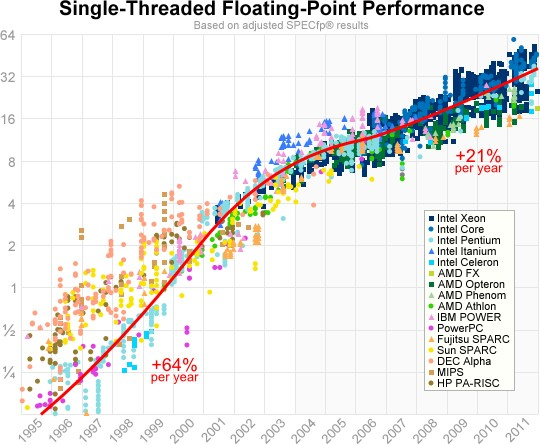 Single-Threaded Floating-Point Performance
Based on adjusted SPECfp® results
64
32
16
8
4
2
1
½
¼
+21%
per year
+64%
per year
Intel Xeon
Intel Core
Intel Pentium
Intel Itanium
Intel Celeron
AMD FX
AMD Opteron
AMD Phenom
AMD Athlon
IBM POWER
PowerPC
Fujitsu SPARC
Sun SPARC
DEC Alpha
MIPS
HP PA-RISC
1995
1996
1997
1998
1999
2000
2001
2002
2003
2004
2005
2006
2007
2008
2009
2010
2011